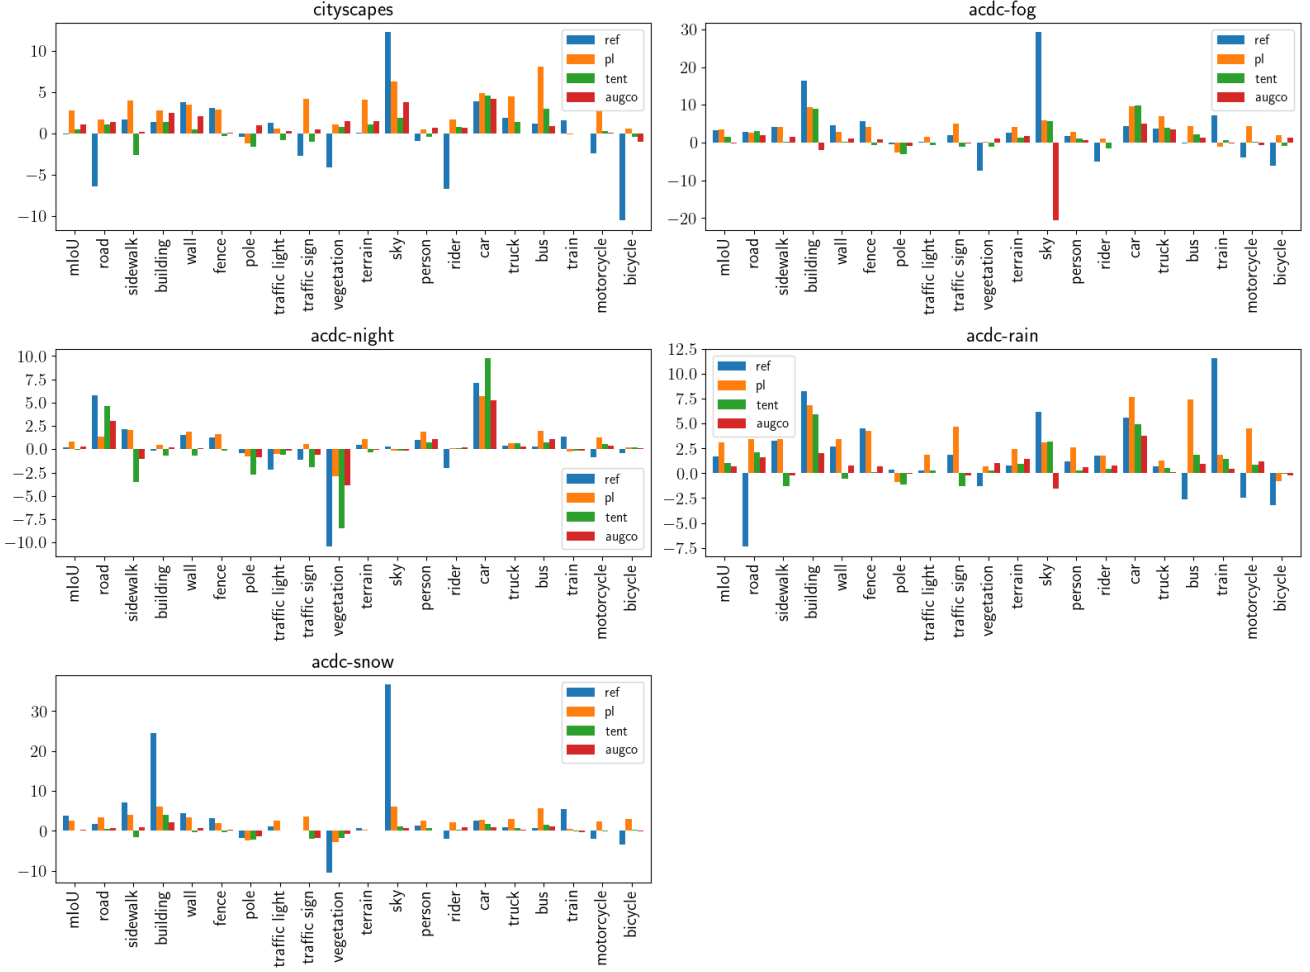 cityscapes
10
5
0
−5
−10
ref
pl
tent
augco
mIoU
road
sidewalk
building
wall
fence
pole
traffic light
traffic sign
vegetation
terrain
sky
person
rider
car
truck
bus
train
motorcycle
bicycle
acdc-fog
30
20
10
0
−10
−20
ref
pl
tent
augco
mIoU
road
sidewalk
building
wall
fence
pole
traffic light
traffic sign
vegetation
terrain
sky
person
rider
car
truck
bus
train
motorcycle
bicycle
acdc-night
10.0
7.5
5.0
2.5
0.0
−2.5
−5.0
−7.5
−10.0
ref
pl
tent
augco
mIoU
road
sidewalk
building
wall
fence
pole
traffic light
traffic sign
vegetation
terrain
sky
person
rider
car
truck
bus
train
motorcycle
bicycle
acdc-rain
12.5
10.0
7.5
5.0
2.5
0.0
−2.5
−5.0
−7.5
ref
pl
tent
augco
mIoU
road
sidewalk
building
wall
fence
pole
traffic light
traffic sign
vegetation
terrain
sky
person
rider
car
truck
bus
train
motorcycle
bicycle
acdc-snow
30
20
10
0
−10
ref
pl
tent
augco
mIoU
road
sidewalk
building
wall
fence
pole
traffic light
traffic sign
vegetation
terrain
sky
person
rider
car
truck
bus
train
motorcycle
bicycle